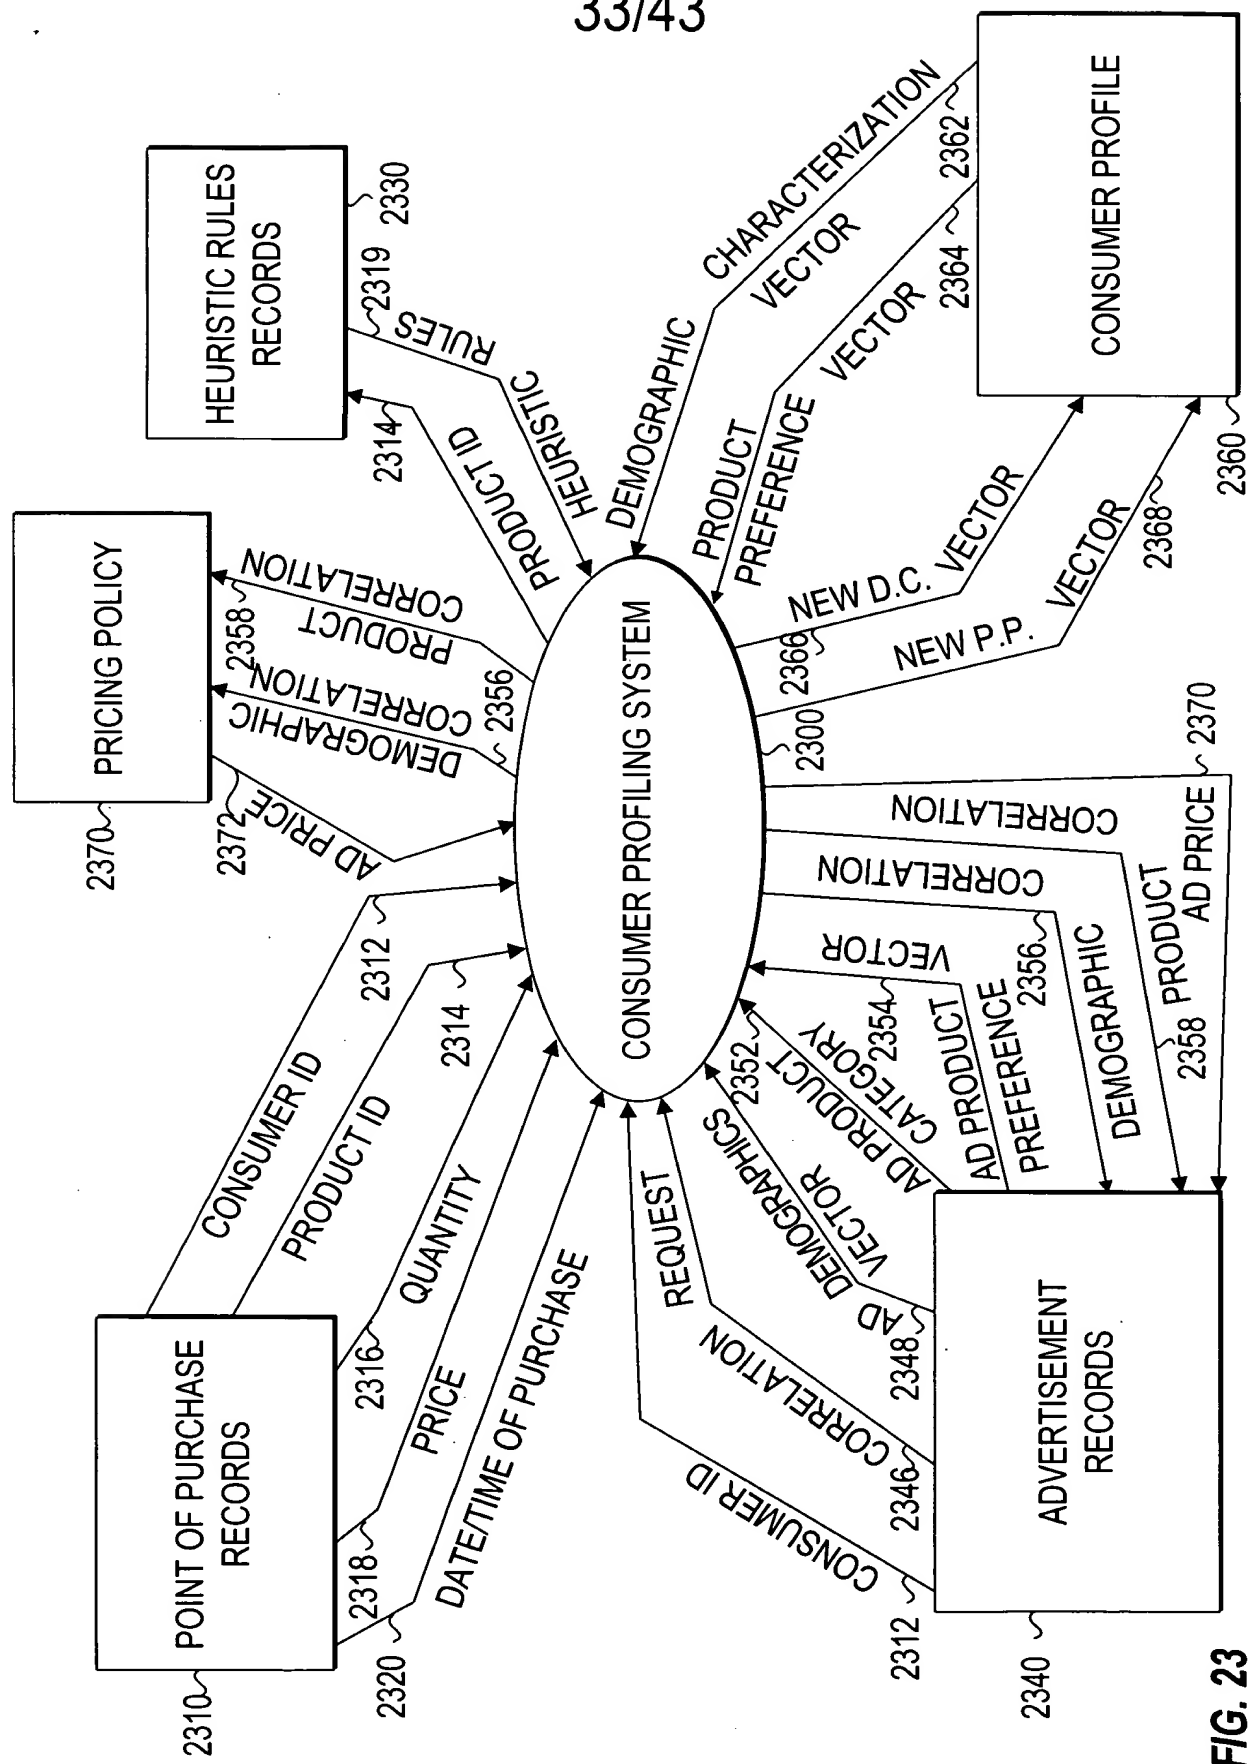 33/43
POINT OF PURCHASE
RECORDS
2310
CONSUMER ID
2312
PRODUCT ID
2314
QUANTITY
2316
PRICE
2318
DATE/TIME OF PURCHASE
2320
PRICING POLICY
2370
AD PRICE
2372
DEMOGRAPHIC
CORRELATION
2356
PRODUCT
CORRELATION
2358
HEURISTIC RULES
RECORDS
2330
PRODUCT ID
2314
HEURISTIC
RULES
2319
CONSUMER PROFILING SYSTEM
2300
DEMOGRAPHIC
CHARACTERIZATION
VECTOR
2362
PRODUCT
PREFERENCE
VECTOR
2364
NEW D.C.
VECTOR
2366
NEW P.P.
VECTOR
2368
CONSUMER PROFILE
2360
ADVERTISEMENT
RECORDS
2340
CONSUMER ID
2312
CORRELATION
REQUEST
2346
AD
DEMOGRAPHICS
VECTOR
2348
AD PRODUCT
CATEGORY
2352
AD PRODUCT
PREFERENCE
VECTOR
2354
DEMOGRAPHIC
CORRELATION
2356
PRODUCT
CORRELATION
2358
AD PRICE
2370
FIG. 23